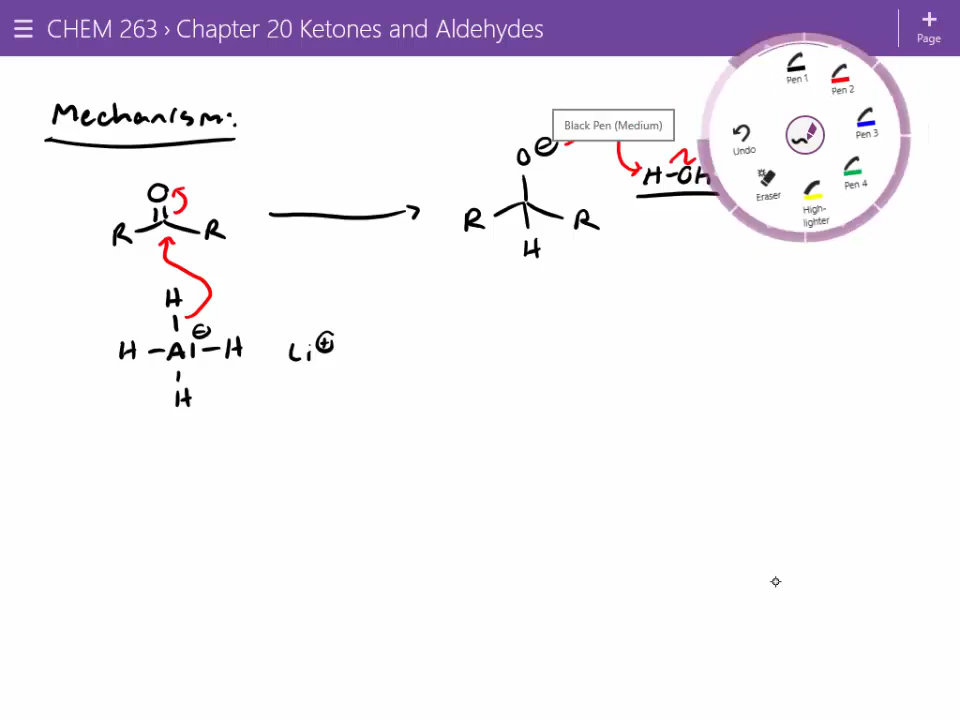 ☰ CHEM 263 › Chapter 20 Ketones and Aldehydes
+
Page
Pen 1
Pen 2
Pen 3
Pen 4
High-
lighter
Eraser
Undo
Black Pen (Medium)
Mechanism:
O
R R
H
H-Al-H ⊖ Li⊕
H
O⊖
R R
H
H-OH